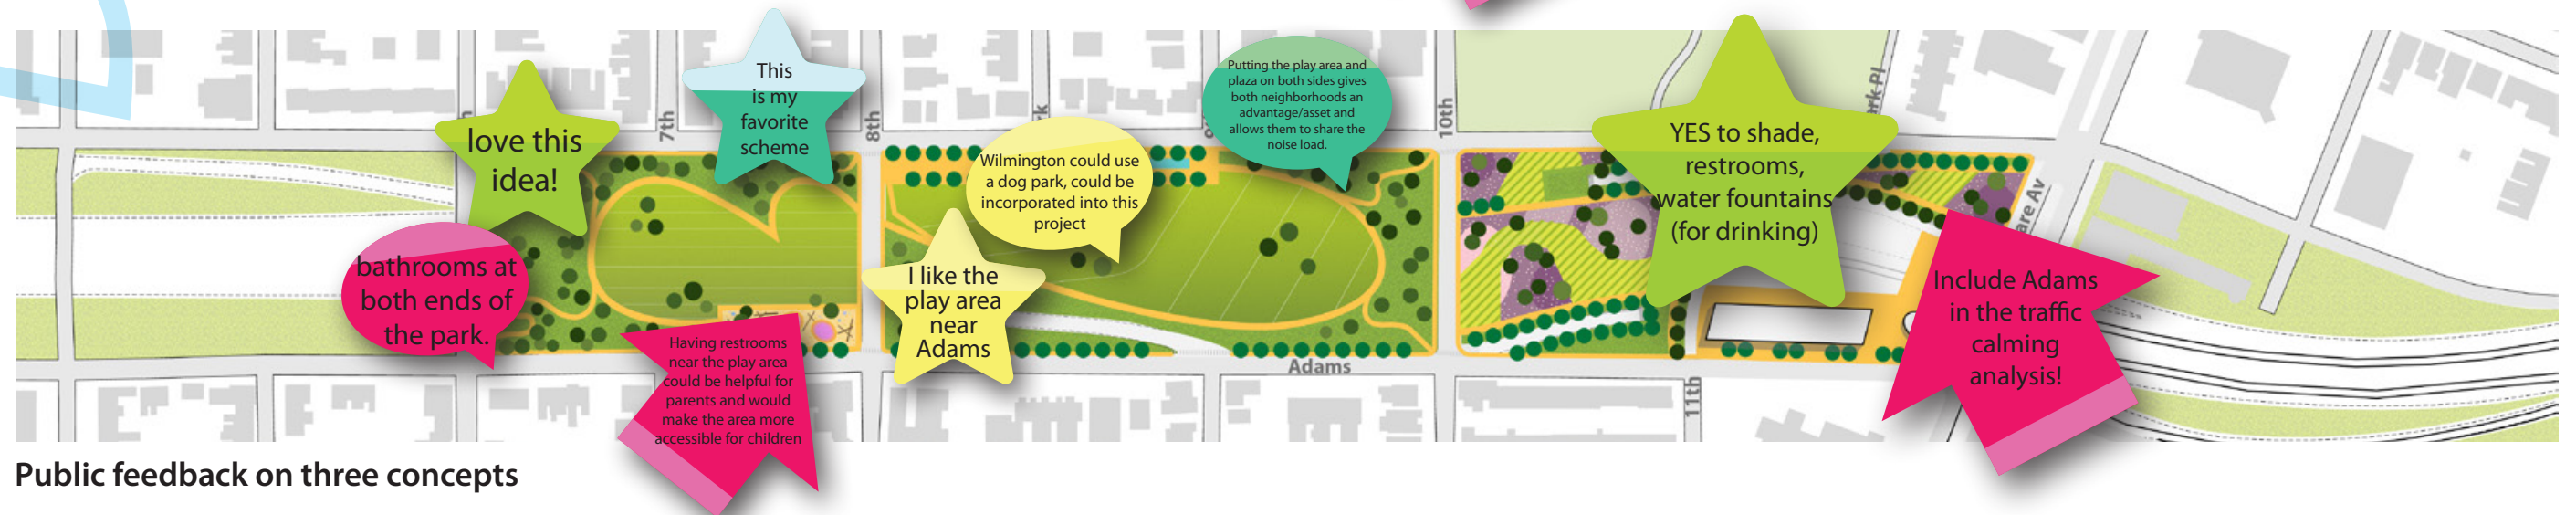 This
is my
favorite
scheme
love this
idea!
Putting the play area and
plaza on both sides gives
both neighborhoods an
advantage/asset and
allows them to share the
noise load.
Wilmington could use
a dog park, could be
incorporated into this
project
YES to shade,
restrooms,
water fountains
(for drinking)
bathrooms at
both ends of
the park.
I like the
play area
near
Adams
Include Adams
in the traffic
calming
analysis!
Having restrooms
near the play area
could be helpful for
parents and would
make the area more
accessible for children
7th
8th
10th
11th
Adams
Public feedback on three concepts